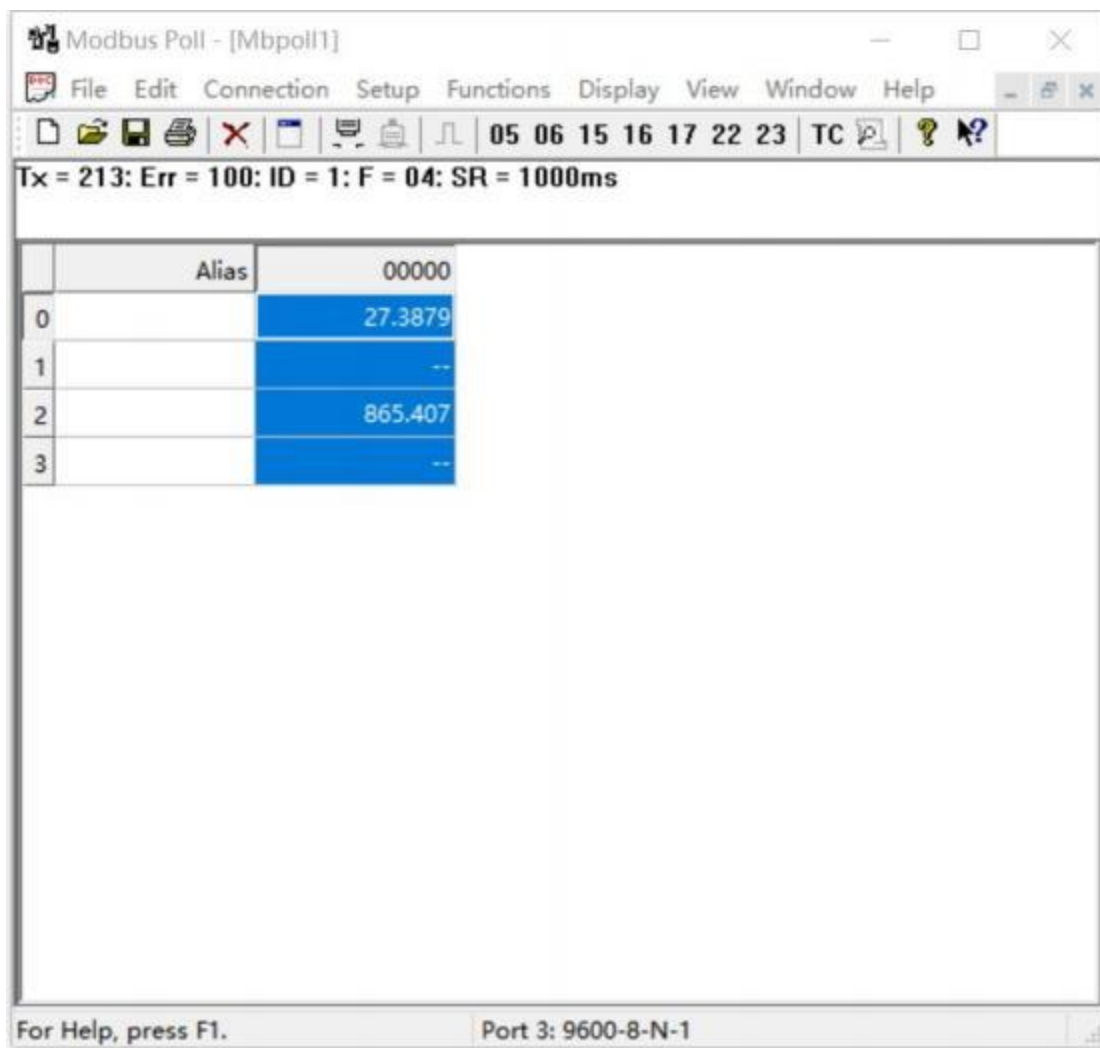 Modbus Poll - [Mbpoll1]
File Edit Connection Setup Functions Display View Window Help
05 06 15 16 17 22 23 TC
Tx = 213: Err = 100: ID = 1: F = 04: SR = 1000ms
Alias 00000
0 27.3879
1 --
2 865.407
3 --
For Help, press F1. Port 3: 9600-8-N-1